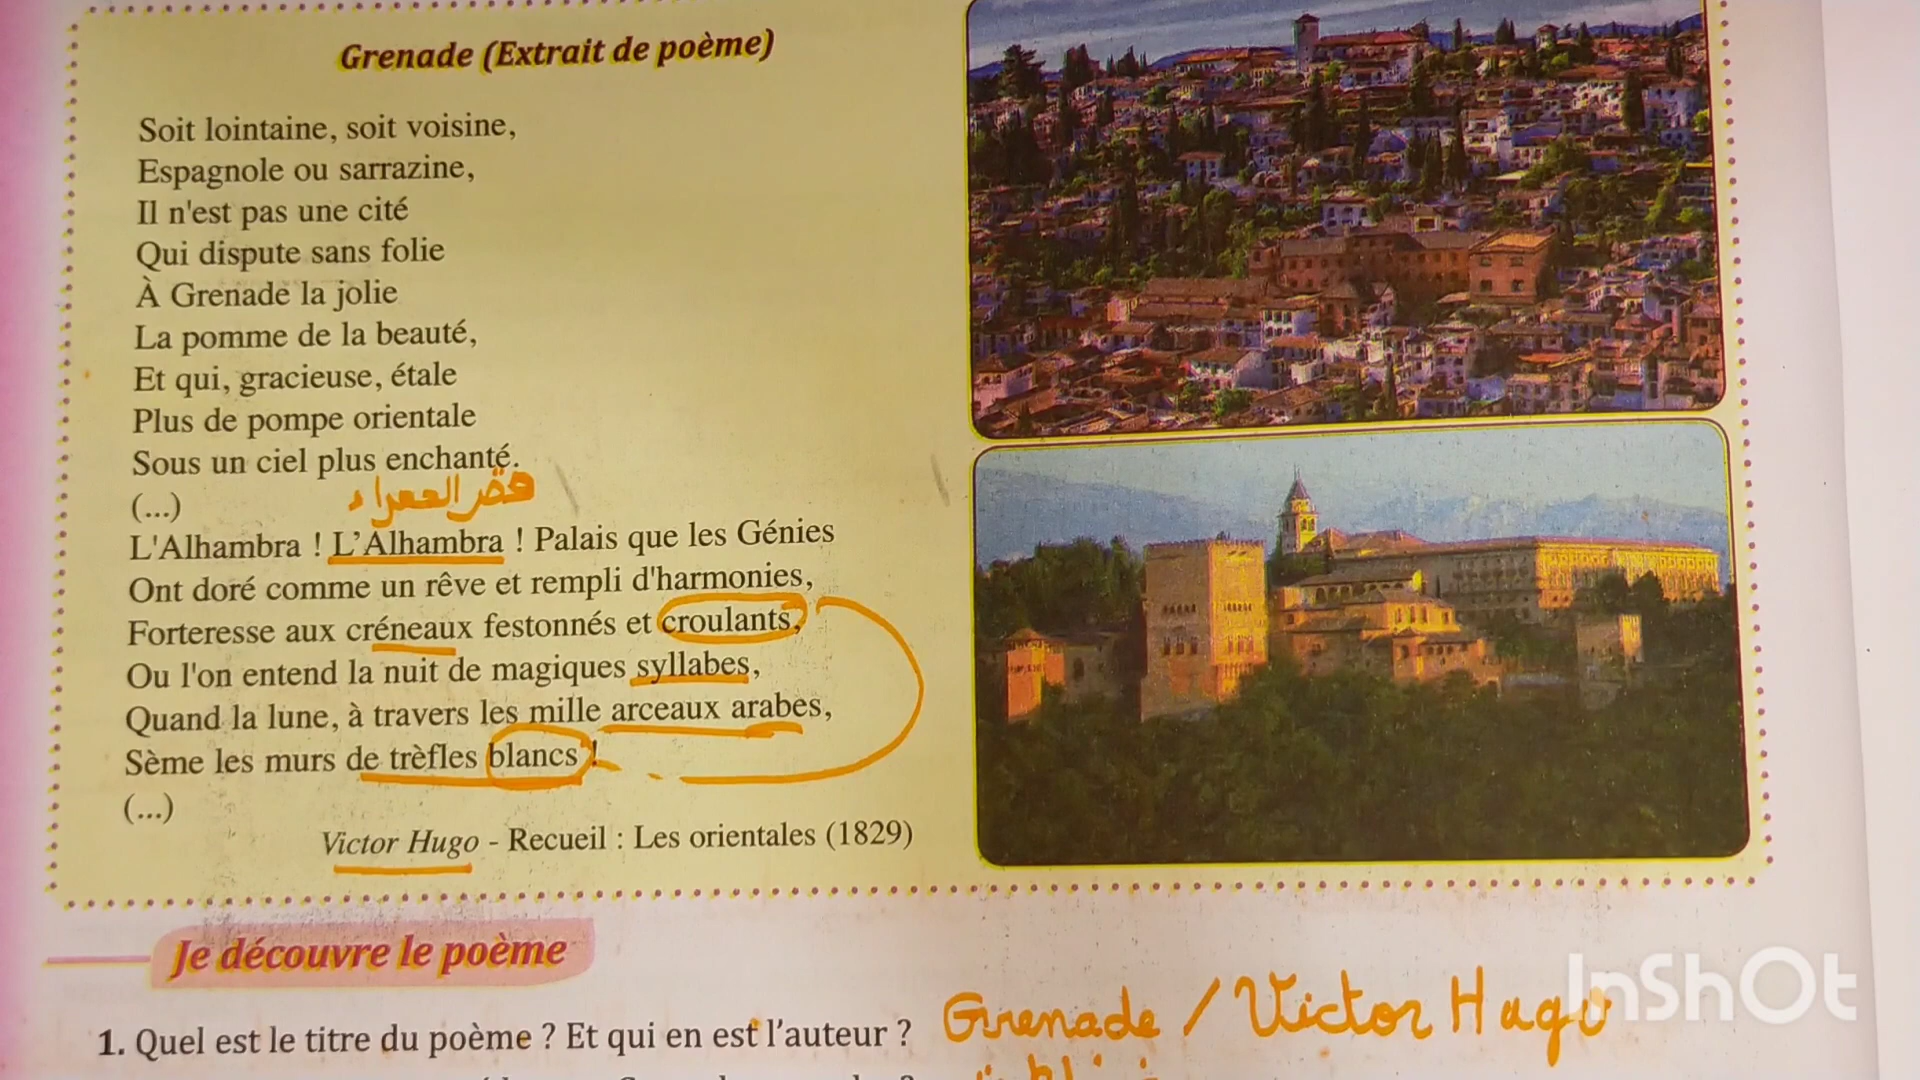 Grenade (Extrait de poème)
Soit lointaine, soit voisine,
Espagnole ou sarrazine,
Il n'est pas une cité
Qui dispute sans folie
À Grenade la jolie
La pomme de la beauté,
Et qui, gracieuse, étale
Plus de pompe orientale
Sous un ciel plus enchanté.
(...)
قصر الحمراء
L'Alhambra ! L'Alhambra ! Palais que les Génies
Ont doré comme un rêve et rempli d'harmonies,
Forteresse aux créneaux festonnés et croulants,
Ou l'on entend la nuit de magiques syllabes,
Quand la lune, à travers les mille arceaux arabes,
Sème les murs de trèfles blancs !
(...)
Victor Hugo - Recueil : Les orientales (1829)
Je découvre le poème
1. Quel est le titre du poème ? Et qui en est l'auteur ? Grenade / Victor Hugo
InShOt